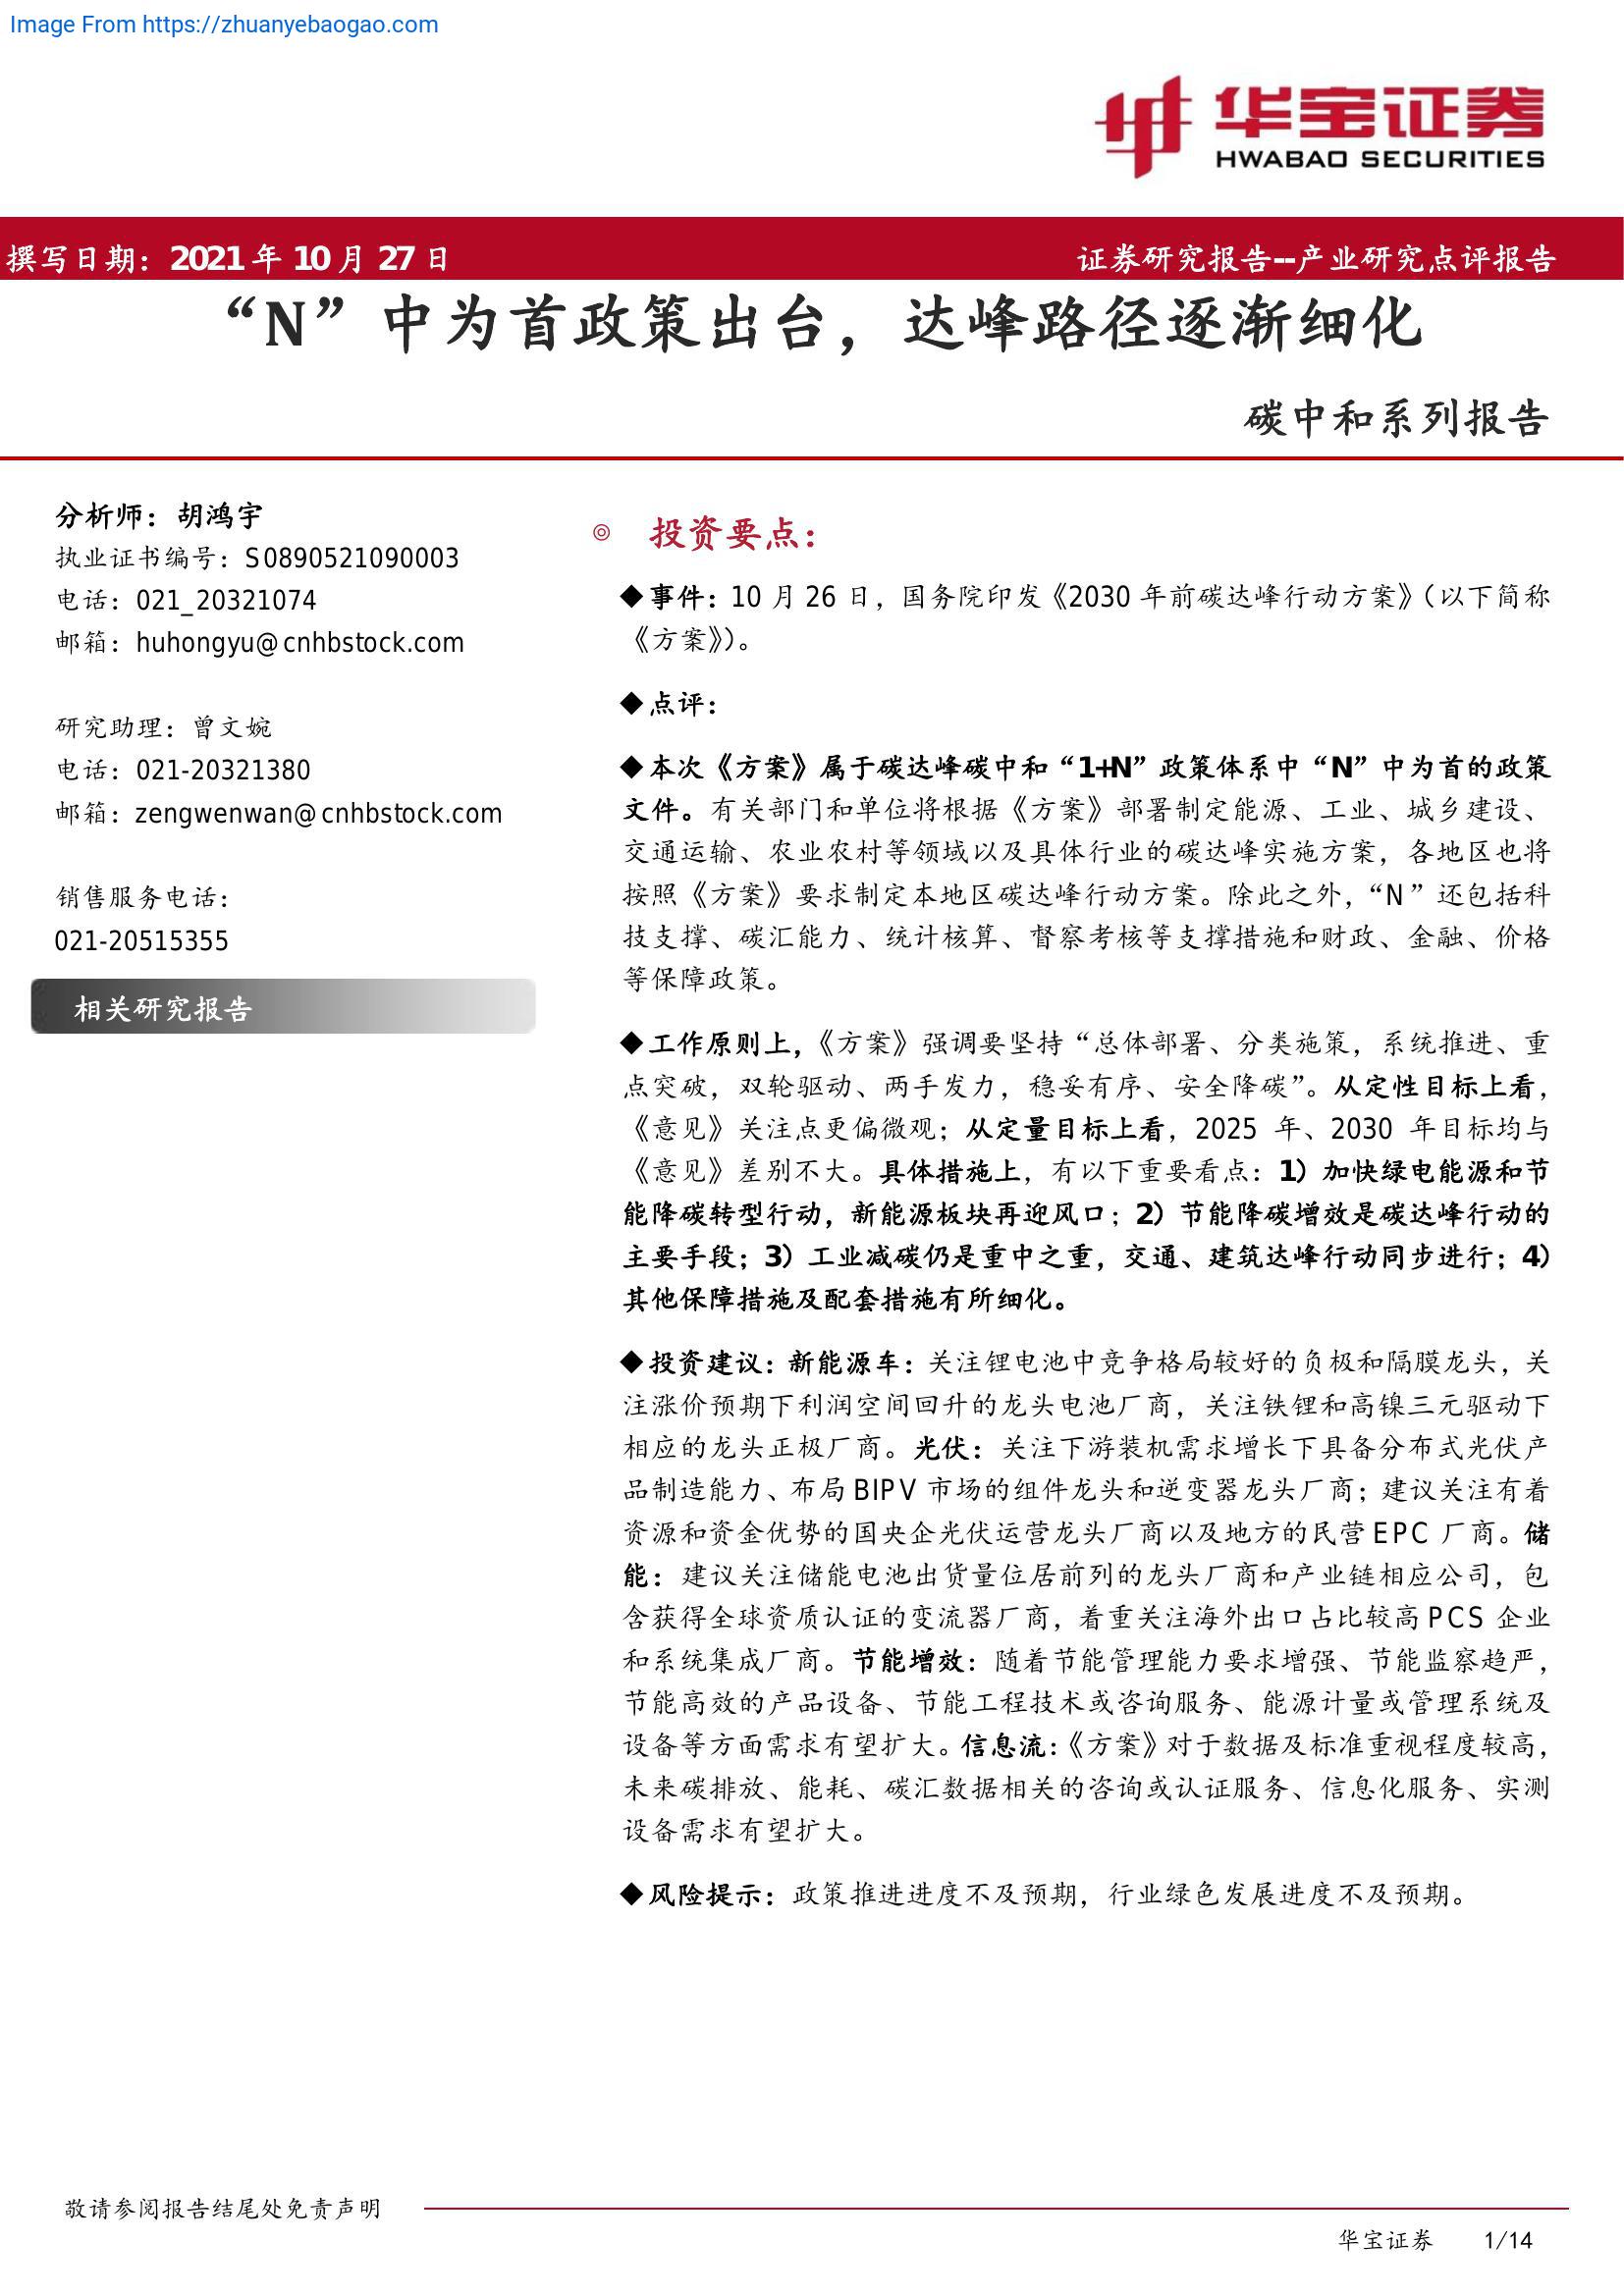 Image From https://zhuanyebaogao.com
华宝证券
HWABAO SECURITIES
撰写日期：2021 年 10 月 27 日
证券研究报告--产业研究点评报告
“N”中为首政策出台，达峰路径逐渐细化
碳中和系列报告
分析师：胡鸿宇
执业证书编号：S0890521090003
电话：021_20321074
邮箱：huhongyu@cnhbstock.com
研究助理：曾文婉
电话：021-20321380
邮箱：zengwenwan@cnhbstock.com
销售服务电话：
021-20515355
相关研究报告
◎ 投资要点：
◆事件：10 月 26 日，国务院印发《2030 年前碳达峰行动方案》（以下简称
《方案》）。
◆点评：
◆本次《方案》属于碳达峰碳中和“1+N”政策体系中“N”中为首的政策
文件。有关部门和单位将根据《方案》部署制定能源、工业、城乡建设、
交通运输、农业农村等领域以及具体行业的碳达峰实施方案，各地区也将
按照《方案》要求制定本地区碳达峰行动方案。除此之外，“N”还包括科
技支撑、碳汇能力、统计核算、督察考核等支撑措施和财政、金融、价格
等保障政策。
◆工作原则上，《方案》强调要坚持“总体部署、分类施策，系统推进、重
点突破，双轮驱动、两手发力，稳妥有序、安全降碳”。从定性目标上看，
《意见》关注点更偏微观；从定量目标上看，2025 年、2030 年目标均与
《意见》差别不大。具体措施上，有以下重要看点：1）加快绿电能源和节
能降碳转型行动，新能源板块再迎风口；2）节能降碳增效是碳达峰行动的
主要手段；3）工业减碳仍是重中之重，交通、建筑达峰行动同步进行；4）
其他保障措施及配套措施有所细化。
◆投资建议：新能源车：关注锂电池中竞争格局较好的负极和隔膜龙头，关
注涨价预期下利润空间回升的龙头电池厂商，关注铁锂和高镍三元驱动下
相应的龙头正极厂商。光伏：关注下游装机需求增长下具备分布式光伏产
品制造能力、布局 BIPV 市场的组件龙头和逆变器龙头厂商；建议关注有着
资源和资金优势的国央企光伏运营龙头厂商以及地方的民营 EPC 厂商。储
能：建议关注储能电池出货量位居前列的龙头厂商和产业链相应公司，包
含获得全球资质认证的变流器厂商，着重关注海外出口占比较高 PCS 企业
和系统集成厂商。节能增效：随着节能管理能力要求增强、节能监察趋严，
节能高效的产品设备、节能工程技术或咨询服务、能源计量或管理系统及
设备等方面需求有望扩大。信息流：《方案》对于数据及标准重视程度较高，
未来碳排放、能耗、碳汇数据相关的咨询或认证服务、信息化服务、实测
设备需求有望扩大。
◆风险提示：政策推进进度不及预期，行业绿色发展进度不及预期。
敬请参阅报告结尾处免责声明
华宝证券 1/14